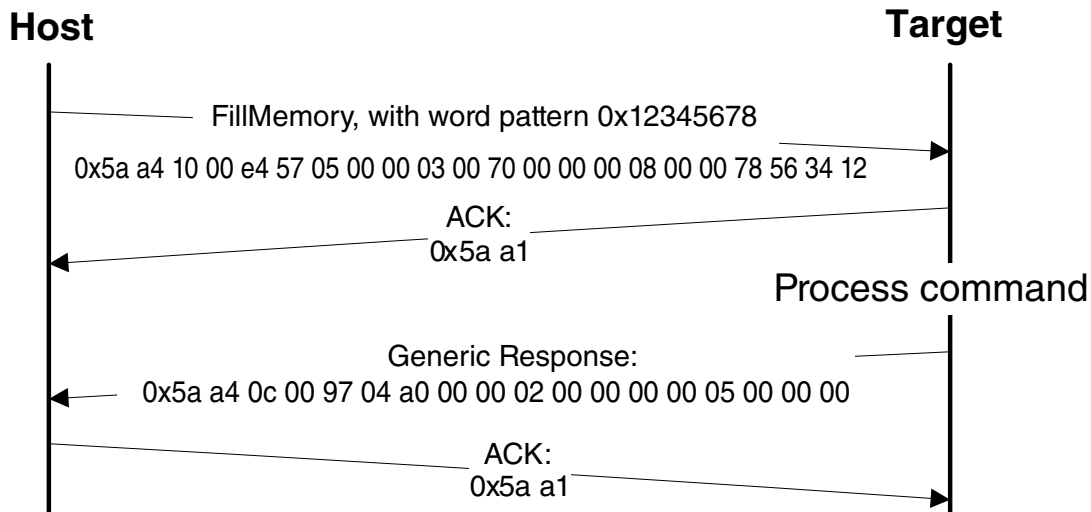 Host
Target
FillMemory, with word pattern 0x12345678
0x5a a4 10 00 e4 57 05 00 00 03 00 70 00 00 00 08 00 00 78 56 34 12
ACK:
0x5a a1
Process command
Generic Response:
0x5a a4 0c 00 97 04 a0 00 00 02 00 00 00 00 05 00 00 00
ACK:
0x5a a1